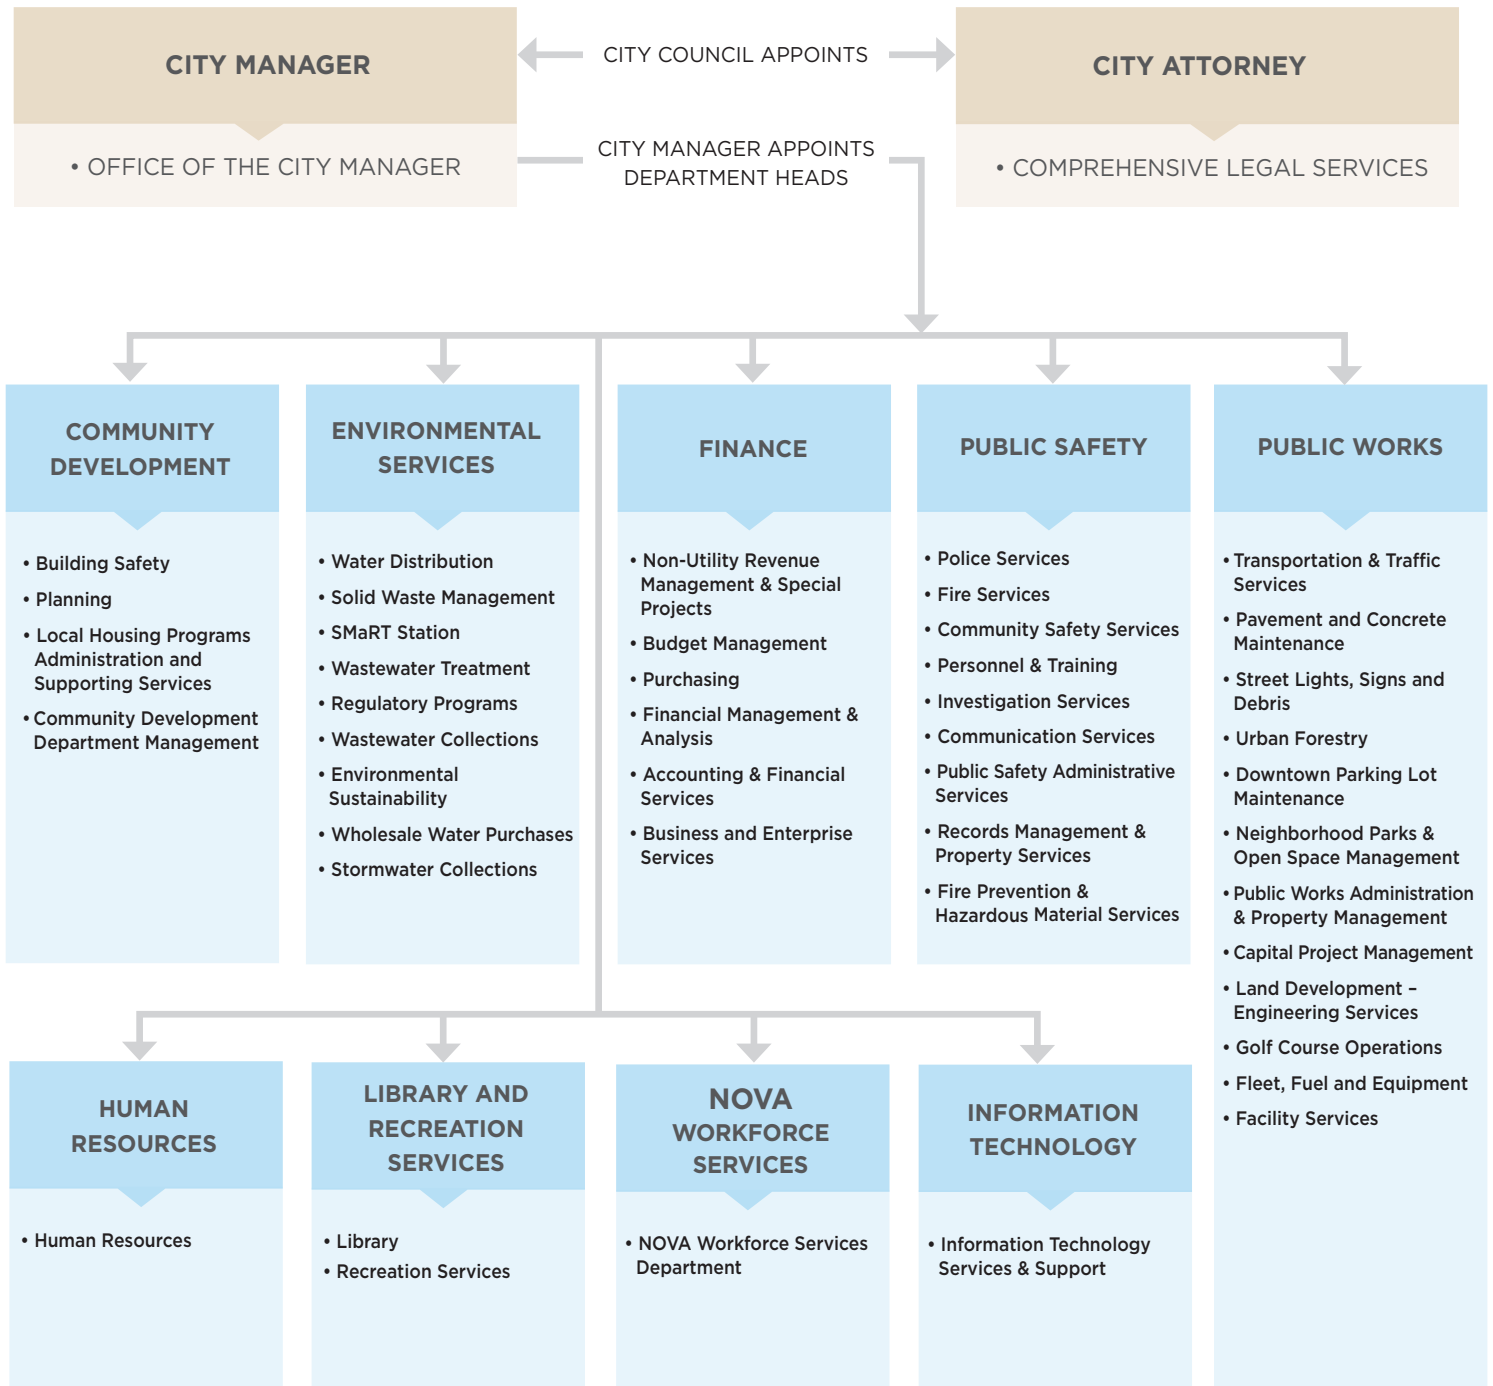 CITY MANAGER
• OFFICE OF THE CITY MANAGER
CITY COUNCIL APPOINTS
CITY MANAGER APPOINTS
DEPARTMENT HEADS
CITY ATTORNEY
• COMPREHENSIVE LEGAL SERVICES
COMMUNITY
DEVELOPMENT
• Building Safety
• Planning
• Local Housing Programs
Administration and
Supporting Services
• Community Development
Department Management
ENVIRONMENTAL
SERVICES
• Water Distribution
• Solid Waste Management
• SMaRT Station
• Wastewater Treatment
• Regulatory Programs
• Wastewater Collections
• Environmental
Sustainability
• Wholesale Water Purchases
• Stormwater Collections
FINANCE
• Non-Utility Revenue
Management & Special
Projects
• Budget Management
• Purchasing
• Financial Management &
Analysis
• Accounting & Financial
Services
• Business and Enterprise
Services
PUBLIC SAFETY
• Police Services
• Fire Services
• Community Safety Services
• Personnel & Training
• Investigation Services
• Communication Services
• Public Safety Administrative
Services
• Records Management &
Property Services
• Fire Prevention &
Hazardous Material Services
PUBLIC WORKS
• Transportation & Traffic
Services
• Pavement and Concrete
Maintenance
• Street Lights, Signs and
Debris
• Urban Forestry
• Downtown Parking Lot
Maintenance
• Neighborhood Parks &
Open Space Management
• Public Works Administration
& Property Management
• Capital Project Management
• Land Development –
Engineering Services
• Golf Course Operations
• Fleet, Fuel and Equipment
• Facility Services
HUMAN
RESOURCES
• Human Resources
LIBRARY AND
RECREATION
SERVICES
• Library
• Recreation Services
NOVA
WORKFORCE
SERVICES
• NOVA Workforce Services
Department
INFORMATION
TECHNOLOGY
• Information Technology
Services & Support